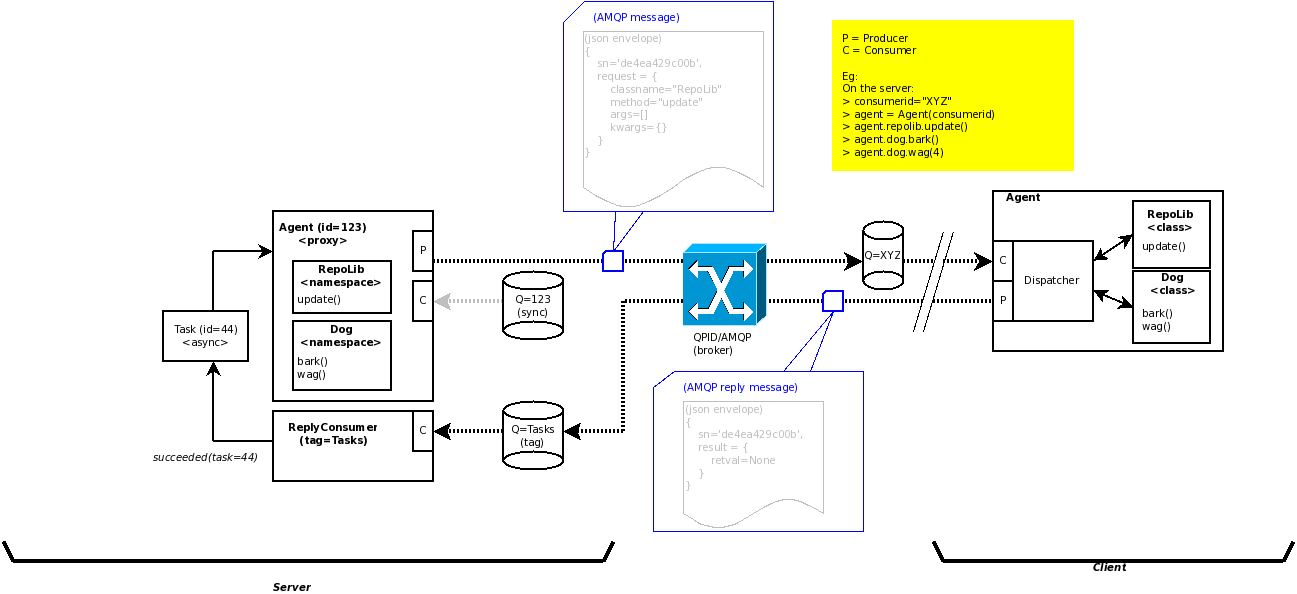 (AMQP message)
(json envelope)
{
sn='de4ea429c00b',
request = {
classname="RepoLib"
method="update"
args=[]
kwargs={}
}
}
P = Producer
C = Consumer
Eg:
On the server:
> consumerid="XYZ"
> agent = Agent(consumerid)
> agent.repolib.update()
> agent.dog.bark()
> agent.dog.wag(4)
Agent (id=123)
<proxy>
P
RepoLib
<namespace>
update()
C
Dog
<namespace>
bark()
wag()
Task (id=44)
<async>
Q=123
(sync)
QPID/AMQP
(broker)
Q=XYZ
Agent
C
P
Dispatcher
RepoLib
<class>
update()
Dog
<class>
bark()
wag()
ReplyConsumer
(tag=Tasks)
C
Q=Tasks
(tag)
succeeded(task=44)
(AMQP reply message)
(json envelope)
{
sn='de4ea429c00b',
result = {
retval=None
}
}
Server
Client